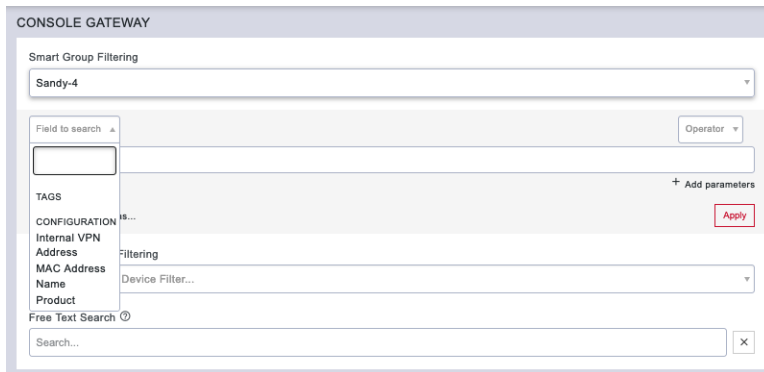 CONSOLE GATEWAY
Smart Group Filtering
Sandy-4
Field to search
Operator
+ Add parameters
TAGS
CONFIGURATION
as...
Apply
Internal VPN
Address
Filtering
MAC Address
Device Filter...
Name
Product
Free Text Search
Search...